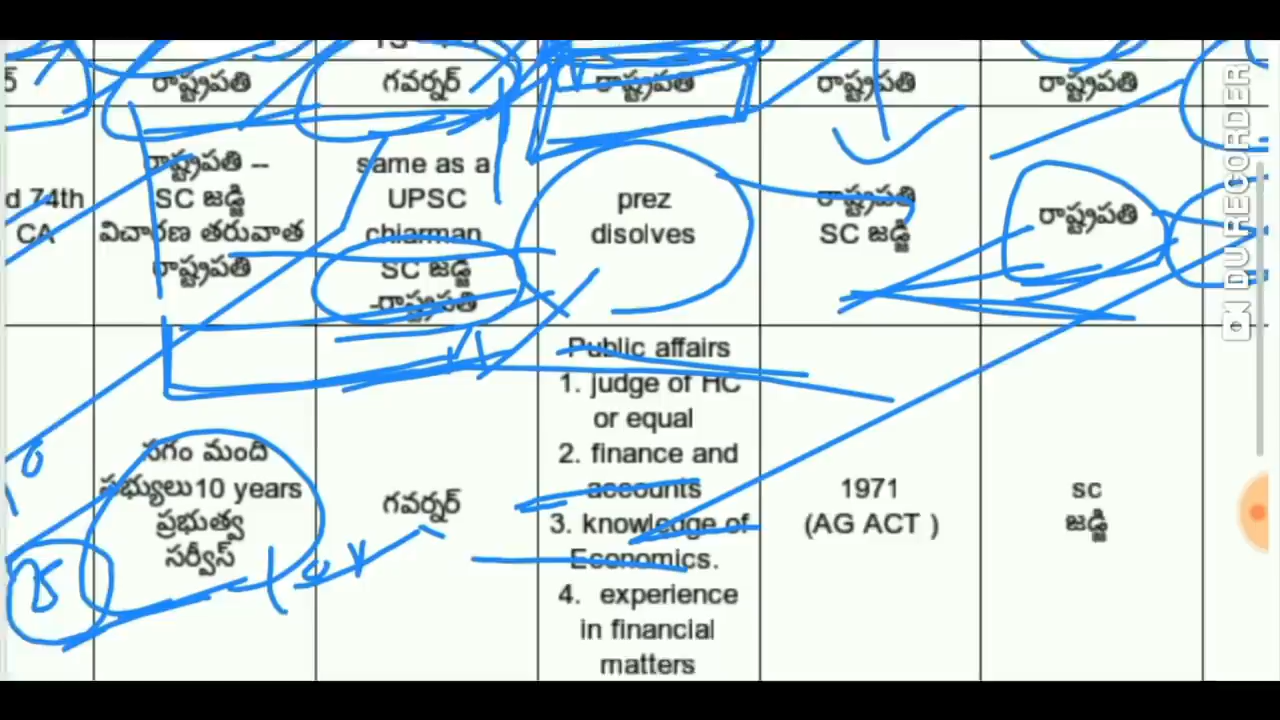 ర్
రాష్ట్రపతి
గవర్నర్
రాష్ట్రపతి
రాష్ట్రపతి
రాష్ట్రపతి
d 74th
CA
రాష్ట్రపతి --
SC జడ్జి
విచారణ తరువాత
రాష్ట్రపతి
same as a
UPSC
chiarman
SC జడ్జి
-రాష్ట్రపతి
prez
disolves
రాష్ట్రపతి
SC జడ్జి
రాష్ట్రపతి
సగం మంది
సభ్యులు10 years
ప్రభుత్వ
సర్వీస్
గవర్నర్
Public affairs
1. judge of HC
or equal
2. finance and
accounts
3. knowledge of
Economics.
4. experience
in financial
matters
1971
(AG ACT )
sc
జడ్జి
DU RECORDER